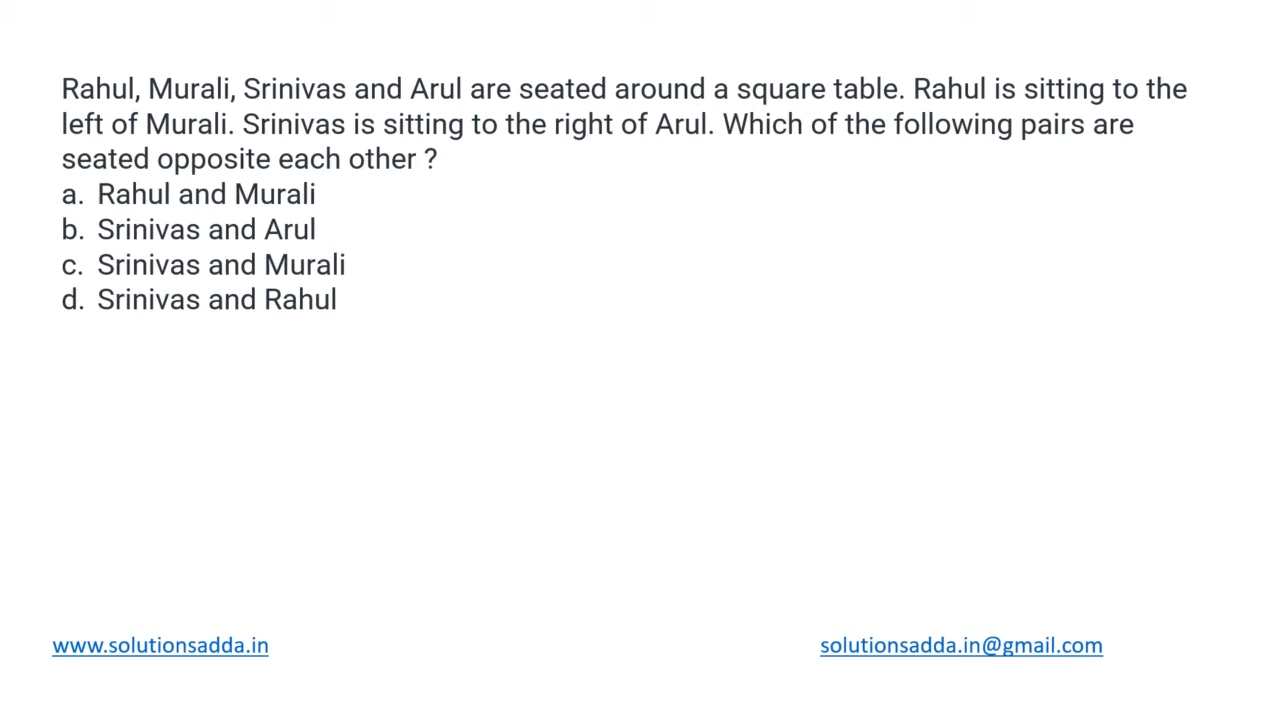 Rahul, Murali, Srinivas and Arul are seated around a square table. Rahul is sitting to the
left of Murali. Srinivas is sitting to the right of Arul. Which of the following pairs are
seated opposite each other ?
a. Rahul and Murali
b. Srinivas and Arul
c. Srinivas and Murali
d. Srinivas and Rahul
www.solutionsadda.in
solutionsadda.in@gmail.com